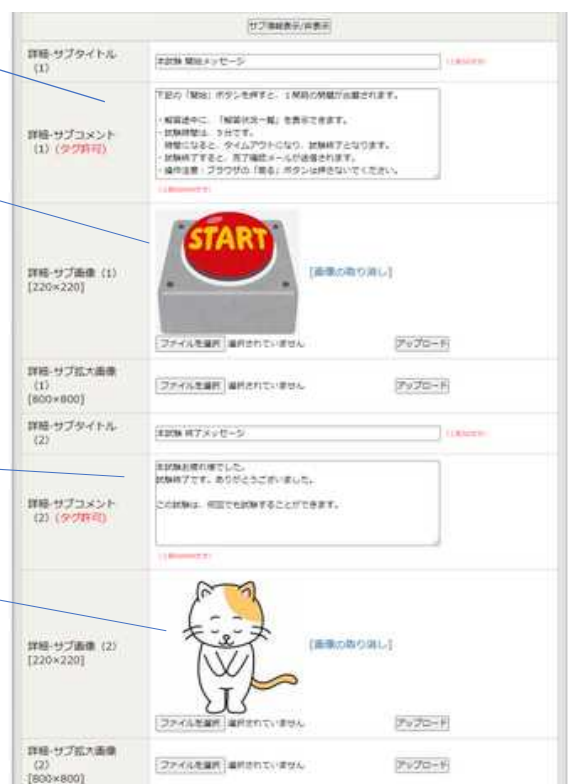 サブ情報表示/非表示
詳細-サブタイトル
(1)
本試験 開始メッセージ
詳細-サブコメント
(1) (タグ許可)
下記の「開始」ボタンを押すと、1問目の問題が出題されます。
・解答途中に、「解答状況一覧」を表示できます。
・試験時間は、5分です。
時間になると、タイムアウトになり、試験終了となります。
・試験終了すると、完了確認メールが送信されます。
・操作注意:ブラウザの「戻る」ボタンは押さないでください。
START
詳細-サブ画像 (1)
[220×220]
[画像の取り消し]
ファイルを選択 選択されていません アップロード
詳細-サブ拡大画像
(1)
[800×800]
ファイルを選択 選択されていません アップロード
詳細-サブタイトル
(2)
本試験 終了メッセージ
詳細-サブコメント
(2) (タグ許可)
本試験お疲れ様でした。
試験終了です。ありがとうございました。
この試験は、何回でも試験することができます。
詳細-サブ画像 (2)
[220×220]
[画像の取り消し]
ファイルを選択 選択されていません アップロード
詳細-サブ拡大画像
(2)
[800×800]
ファイルを選択 選択されていません アップロード